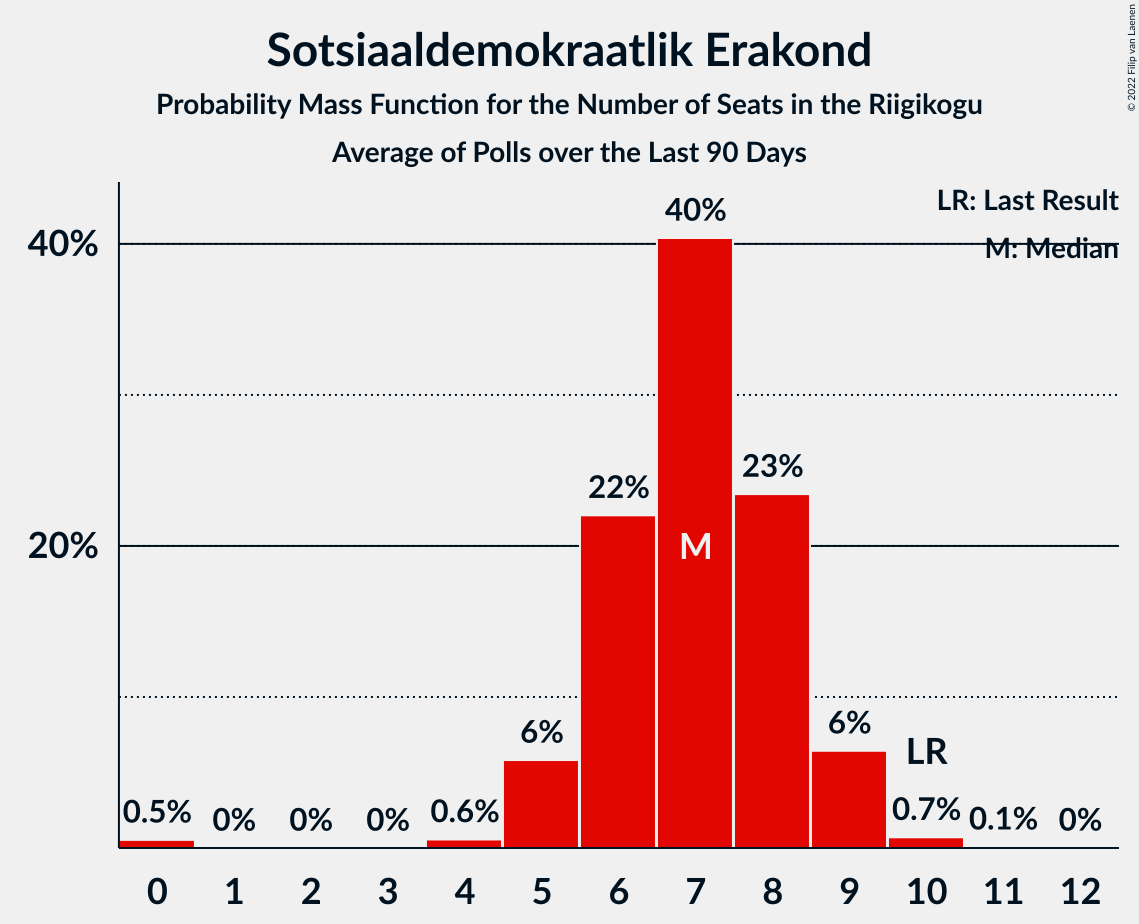 Sotsiaaldemokraatlik Erakond
Probability Mass Function for the Number of Seats in the Riigikogu
Average of Polls over the Last 90 Days
© 2022 Filip van Laenen
LR: Last Result
M: Median
40%
20%
0.5%
0%
0%
0%
0.6%
6%
22%
40%
M
23%
6%
LR
0.7%
0.1%
0%
0 1 2 3 4 5 6 7 8 9 10 11 12